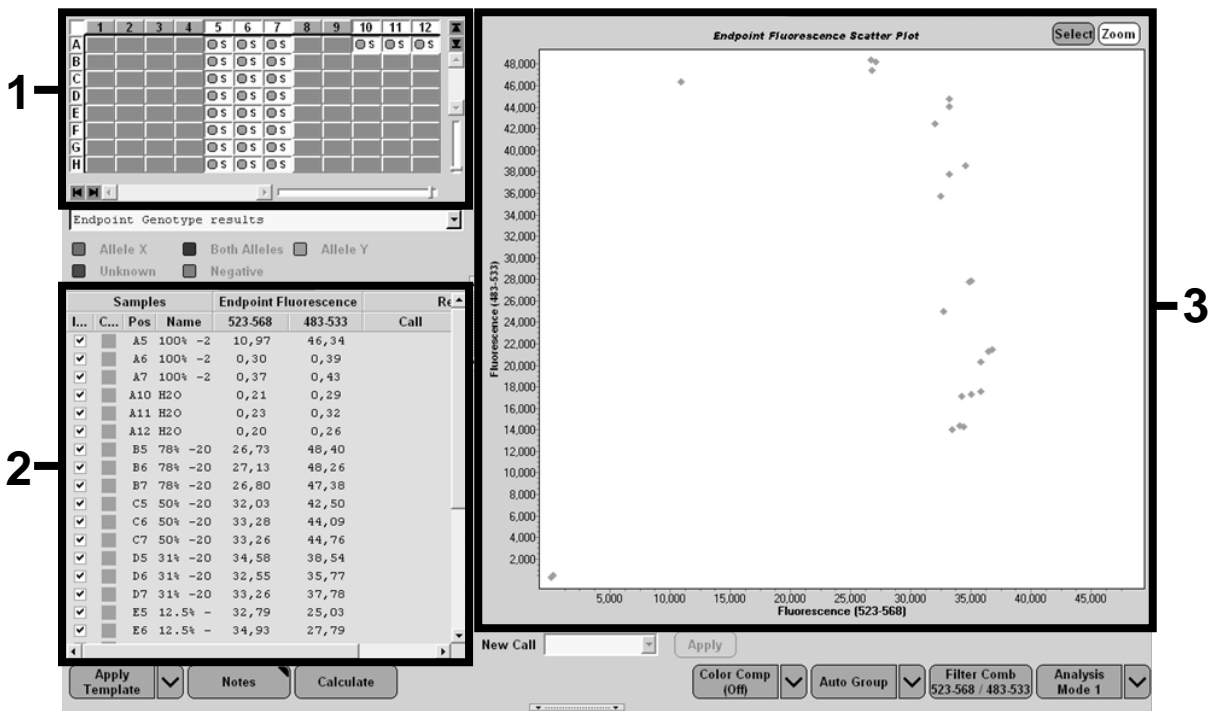 1 2 3 4 5 6 7 8 9 10 11 12
A S S S S S S
B S S S
C S S S
D S S S
E S S S
F S S S
G S S S
H S S S
1
Endpoint Genotype results
Allele X Both Alleles Allele Y
Unknown Negative
Samples Endpoint Fluorescence Re
I... C... Pos Name 523-568 483-533 Call
A5 100% -2 10,97 46,34
A6 100% -2 0,30 0,39
A7 100% -2 0,37 0,43
A10 H2O 0,21 0,29
A11 H2O 0,23 0,32
A12 H2O 0,20 0,26
B5 78% -20 26,73 48,40
B6 78% -20 27,13 48,26
B7 78% -20 26,80 47,38
C5 50% -20 32,03 42,50
C6 50% -20 33,28 44,09
C7 50% -20 33,26 44,76
D5 31% -20 34,58 38,54
D6 31% -20 32,55 35,77
D7 31% -20 33,26 37,78
E5 12.5% - 32,79 25,03
E6 12.5% - 34,93 27,79
2
Endpoint Fluorescence Scatter Plot
Select Zoom
48,000
46,000
44,000
42,000
40,000
38,000
36,000
34,000
32,000
30,000
28,000
26,000
24,000
22,000
20,000
18,000
16,000
14,000
12,000
10,000
8,000
6,000
4,000
2,000
Fluorescence (483-533)
5,000 10,000 15,000 20,000 25,000 30,000 35,000 40,000 45,000
Fluorescence (523-568)
3
New Call Apply
Apply Template
Notes
Calculate
Color Comp (Off)
Auto Group
Filter Comb
523-568 / 483-533
Analysis
Mode 1